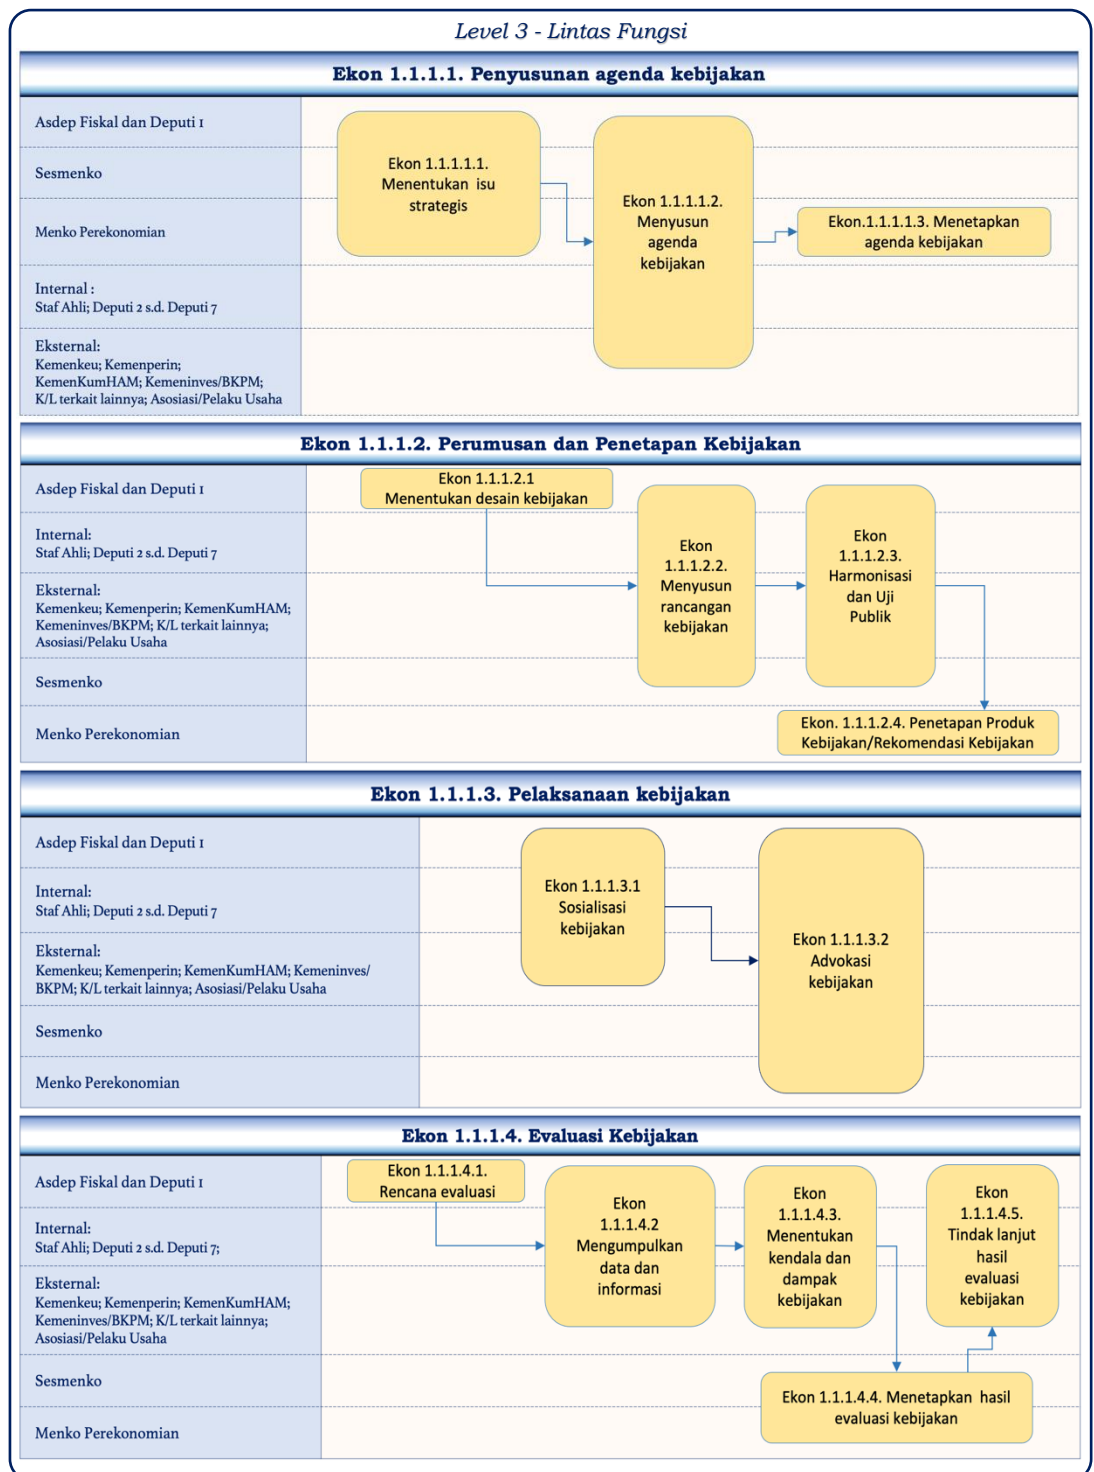 Level 3 - Lintas Fungsi
Ekon 1.1.1.1. Penyusunan agenda kebijakan
Asdep Fiskal dan Deputi 1
Sesmenko
Menko Perekonomian
Internal :
Staf Ahli; Deputi 2 s.d. Deputi 7
Eksternal:
Kemenkeu; Kemenperin;
KemenKumHAM; Kemeninves/BKPM;
K/L terkait lainnya; Asosiasi/Pelaku Usaha
Ekon 1.1.1.1.1.
Menentukan isu
strategis
Ekon 1.1.1.1.2.
Menyusun
agenda
kebijakan
Ekon.1.1.1.1.3. Menetapkan
agenda kebijakan
Ekon 1.1.1.2. Perumusan dan Penetapan Kebijakan
Asdep Fiskal dan Deputi 1
Internal:
Staf Ahli; Deputi 2 s.d. Deputi 7
Eksternal:
Kemenkeu; Kemenperin; KemenKumHAM;
Kemeninves/BKPM; K/L terkait lainnya;
Asosiasi/Pelaku Usaha
Sesmenko
Menko Perekonomian
Ekon 1.1.1.2.1
Menentukan desain kebijakan
Ekon
1.1.1.2.2.
Menyusun
rancangan
kebijakan
Ekon
1.1.1.2.3.
Harmonisasi
dan Uji
Publik
Ekon. 1.1.1.2.4. Penetapan Produk
Kebijakan/Rekomendasi Kebijakan
Ekon 1.1.1.3. Pelaksanaan kebijakan
Asdep Fiskal dan Deputi 1
Internal:
Staf Ahli; Deputi 2 s.d. Deputi 7
Eksternal:
Kemenkeu; Kemenperin; KemenKumHAM; Kemeninves/
BKPM; K/L terkait lainnya; Asosiasi/Pelaku Usaha
Sesmenko
Menko Perekonomian
Ekon 1.1.1.3.1
Sosialisasi
kebijakan
Ekon 1.1.1.3.2
Advokasi
kebijakan
Ekon 1.1.1.4. Evaluasi Kebijakan
Asdep Fiskal dan Deputi 1
Internal:
Staf Ahli; Deputi 2 s.d. Deputi 7;
Eksternal:
Kemenkeu; Kemenperin; KemenKumHAM;
Kemeninves/BKPM; K/L terkait lainnya;
Asosiasi/Pelaku Usaha
Sesmenko
Menko Perekonomian
Ekon 1.1.1.4.1.
Rencana evaluasi
Ekon
1.1.1.4.2
Mengumpulkan
data dan
informasi
Ekon
1.1.1.4.3.
Menentukan
kendala dan
dampak
kebijakan
Ekon 1.1.1.4.4. Menetapkan hasil
evaluasi kebijakan
Ekon
1.1.1.4.5.
Tindak lanjut
hasil
evaluasi
kebijakan